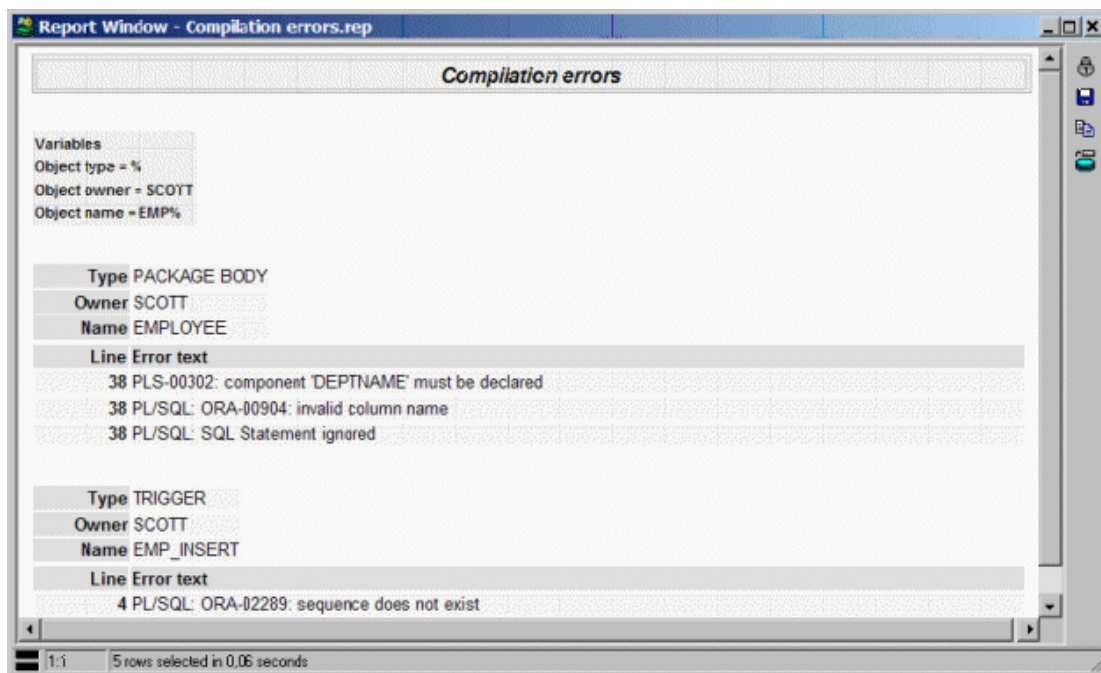 Report Window - Compilation errors.rep
Compilation errors
Variables
Object type = %
Object owner = SCOTT
Object name = EMP%
Type PACKAGE BODY
Owner SCOTT
Name EMPLOYEE
Line Error text
38 PLS-00302: component 'DEPTNAME' must be declared
38 PL/SQL: ORA-00904: invalid column name
38 PL/SQL: SQL Statement ignored
Type TRIGGER
Owner SCOTT
Name EMP_INSERT
Line Error text
4 PL/SQL: ORA-02289: sequence does not exist
1:1 5 rows selected in 0,06 seconds